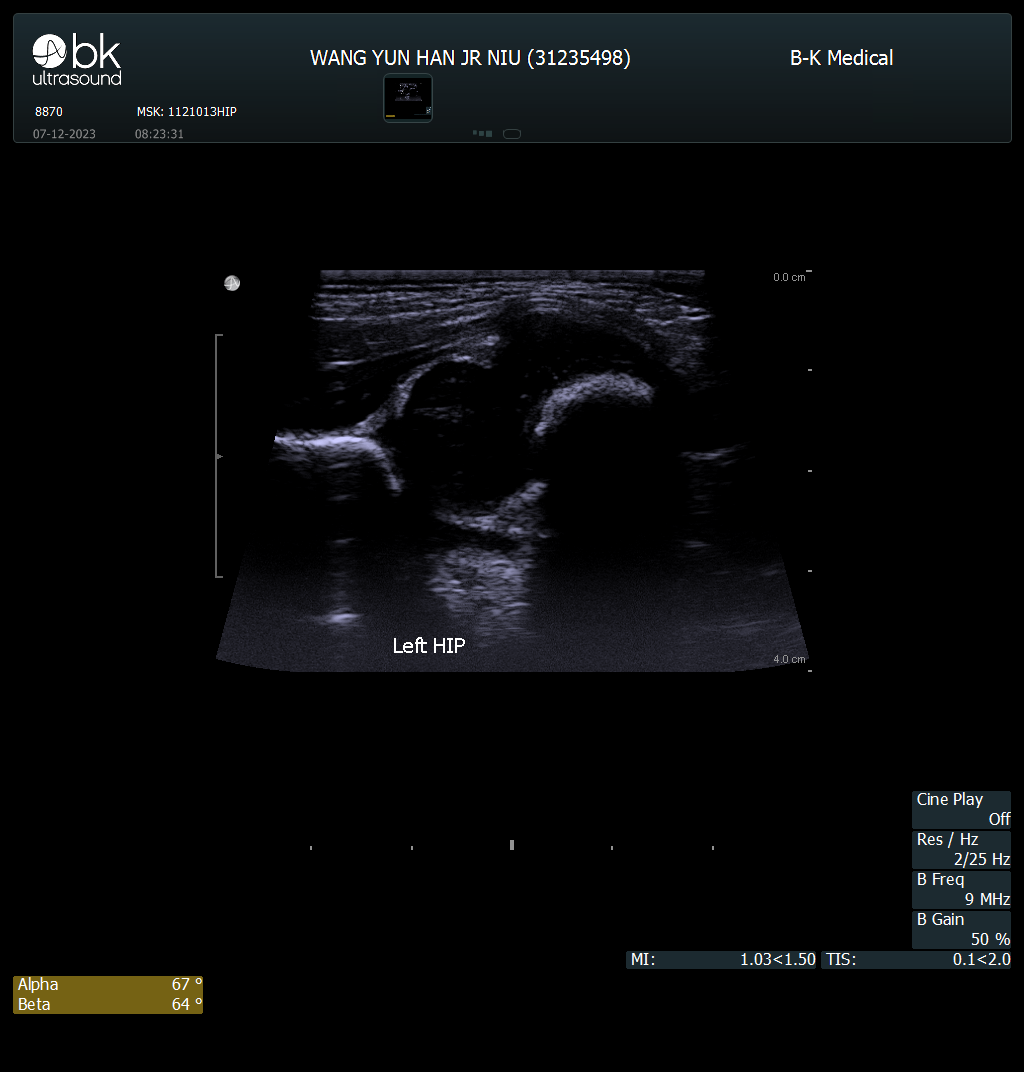 bk
ultrasound
WANG YUN HAN JR NIU (31235498)
B-K Medical
8870
MSK: 1121013HIP
07-12-2023
08:23:31
0.0 cm
4.0 cm
Left HIP
Cine Play
Off
Res / Hz
2/25 Hz
B Freq
9 MHz
B Gain
50 %
MI: 1.03<1.50
TIS: 0.1<2.0
Alpha 67 º
Beta 64 º